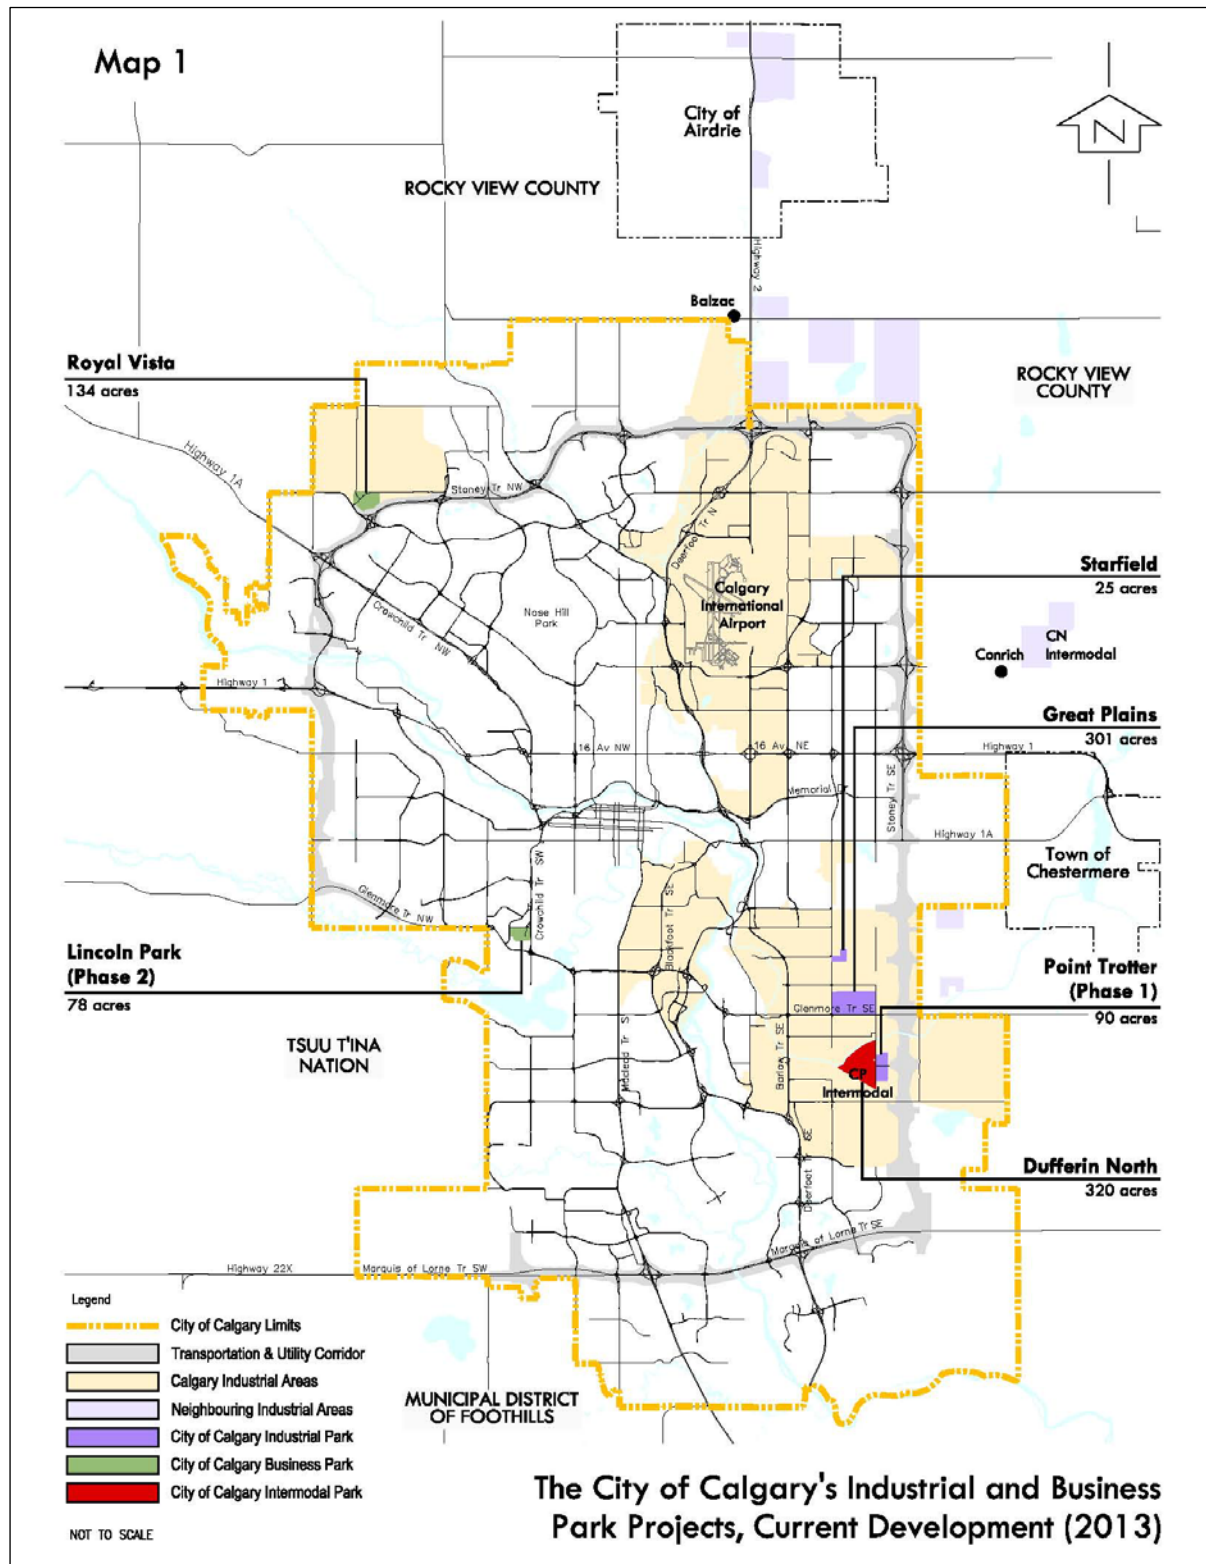 Map 1
City of
Airdrie
N
ROCKY VIEW COUNTY
Highway 2
Balzac
Royal Vista
134 acres
ROCKY VIEW
COUNTY
Highway 1A
Stoney Tr NW
Deerfoot Tr N
Starfield
25 acres
Calgary
International
Airport
Nose Hill
Park
Crowchild Tr NW
CN
Intermodal
Conrich
Highway 1
Great Plains
301 acres
16 Av NW
16 Av NE
Highway 1
Memorial Dr
Stoney Tr SE
Highway 1A
Town of
Chestermere
Crowchild Tr SW
Glenmore Tr NW
Blackfoot Tr SE
Lincoln Park
(Phase 2)
78 acres
Point Trotter
(Phase 1)
90 acres
Glenmore Tr SE
TSUU T'INA
NATION
Macleod Tr S
Barlow Tr SE
CP
Intermodal
Deerfoot Tr SE
Dufferin North
320 acres
Marquis of Lorne Tr SE
Highway 22X
Marquis of Lorne Tr SW
Legend
City of Calgary Limits
Transportation & Utility Corridor
Calgary Industrial Areas
Neighbouring Industrial Areas
City of Calgary Industrial Park
City of Calgary Business Park
City of Calgary Intermodal Park
NOT TO SCALE
MUNICIPAL DISTRICT
OF FOOTHILLS
The City of Calgary's Industrial and Business
Park Projects, Current Development (2013)